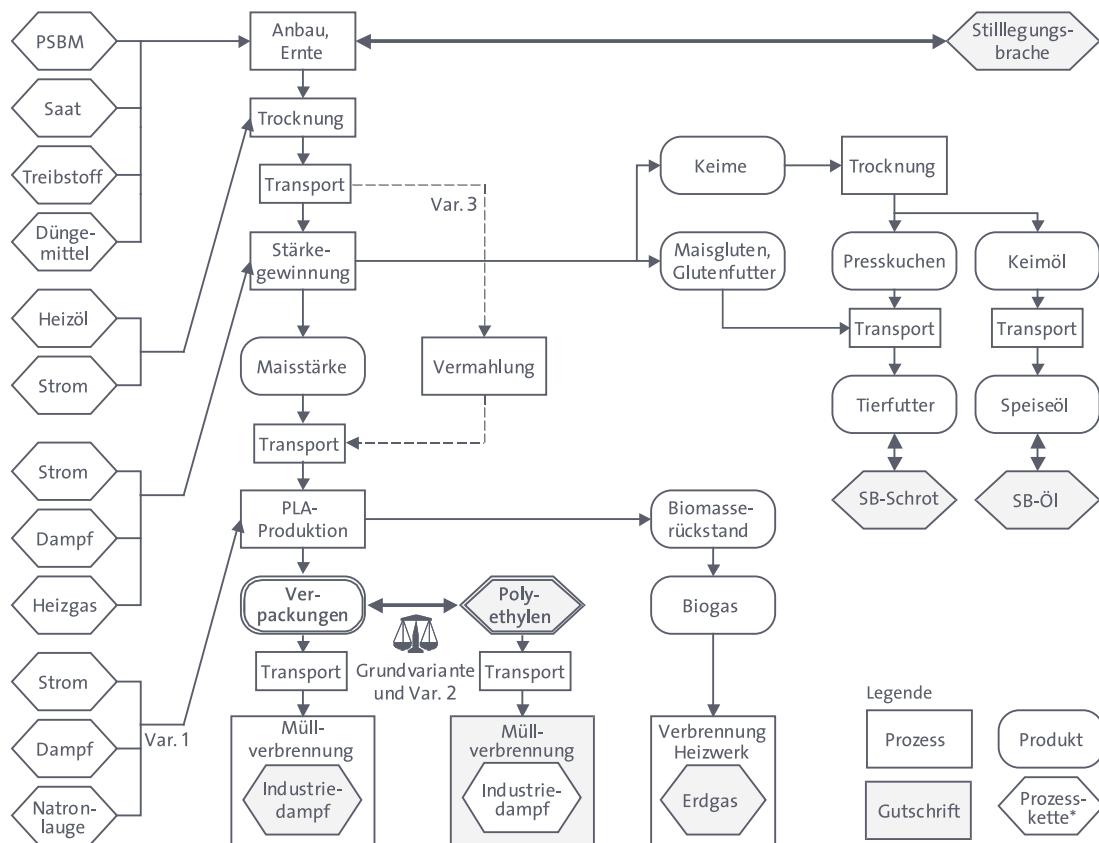 PSBM
Anbau,
Ernte
Stilllegungs-
brache
Saat
Trocknung
Treibstoff
Transport
Var. 3
Keime
Trocknung
Dünge-
mittel
Stärke-
gewinnung
Maisgluten,
Glutenfutter
Presskuchen
Keimöl
Heizöl
Transport
Transport
Strom
Maisstärke
Vermahlung
Tierfutter
Speiseöl
Transport
Strom
SB-Schrot
SB-Öl
Dampf
PLA-
Produktion
Biomasse-
rückstand
Heizgas
Ver-
packungen
Poly-
ethylen
Biogas
Strom
Transport
Grundvariante
und Var. 2
Transport
Dampf
Var. 1
Natron-
lauge
Müll-
verbrennung
Industrie-
dampf
Müll-
verbrennung
Industrie-
dampf
Verbrennung
Heizwerk
Erdgas
Legende
Prozess
Produkt
Gutschrift
Prozess-
kette*